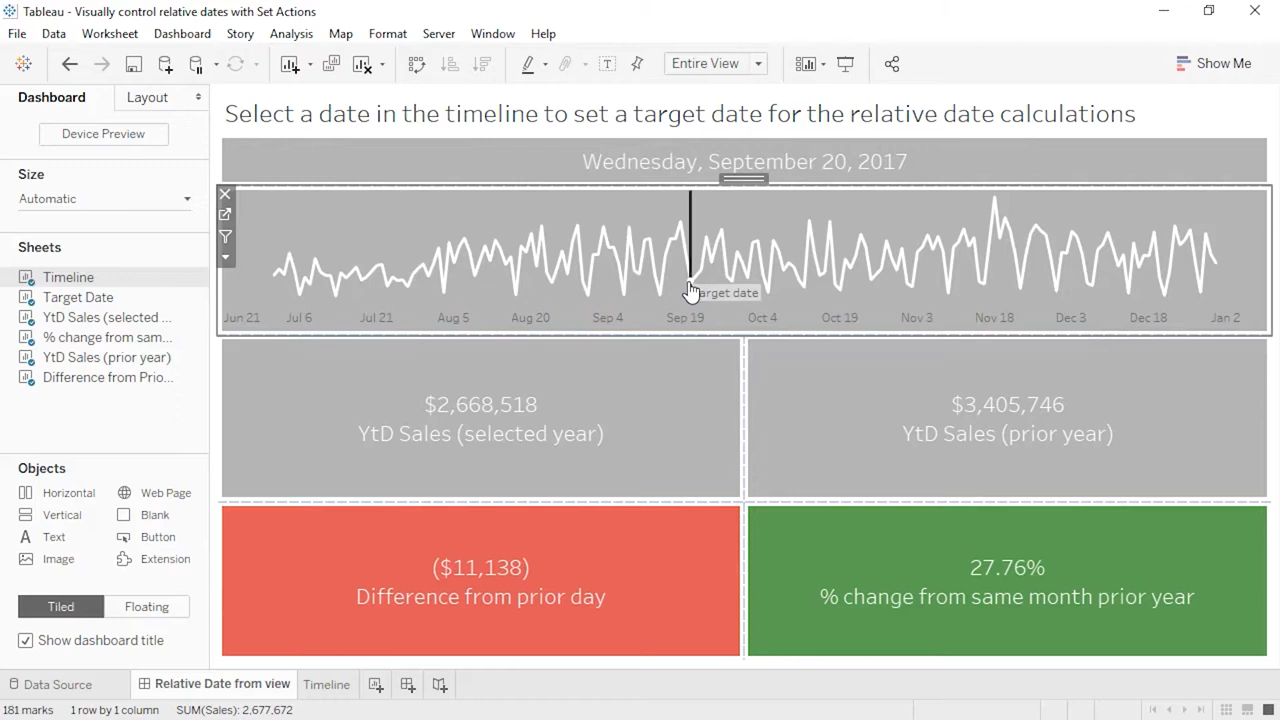 Tableau - Visually control relative dates with Set Actions
File Data Worksheet Dashboard Story Analysis Map Format Server Window Help
Entire View
Show Me
Dashboard Layout
Device Preview
Size
Automatic
Sheets
Timeline
Target Date
YtD Sales (selected ...
% change from sam...
YtD Sales (prior year)
Difference from Prio...
Objects
Horizontal Web Page
Vertical Blank
Text Button
Image Extension
Tiled Floating
Show dashboard title
Select a date in the timeline to set a target date for the relative date calculations
Wednesday, September 20, 2017
arget date
Jun 21 Jul 6 Jul 21 Aug 5 Aug 20 Sep 4 Sep 19 Oct 4 Oct 19 Nov 3 Nov 18 Dec 3 Dec 18 Jan 2
$2,668,518
YtD Sales (selected year)
$3,405,746
YtD Sales (prior year)
($11,138)
Difference from prior day
27.76%
% change from same month prior year
Data Source Relative Date from view Timeline
181 marks 1 row by 1 column SUM(Sales): 2,677,672